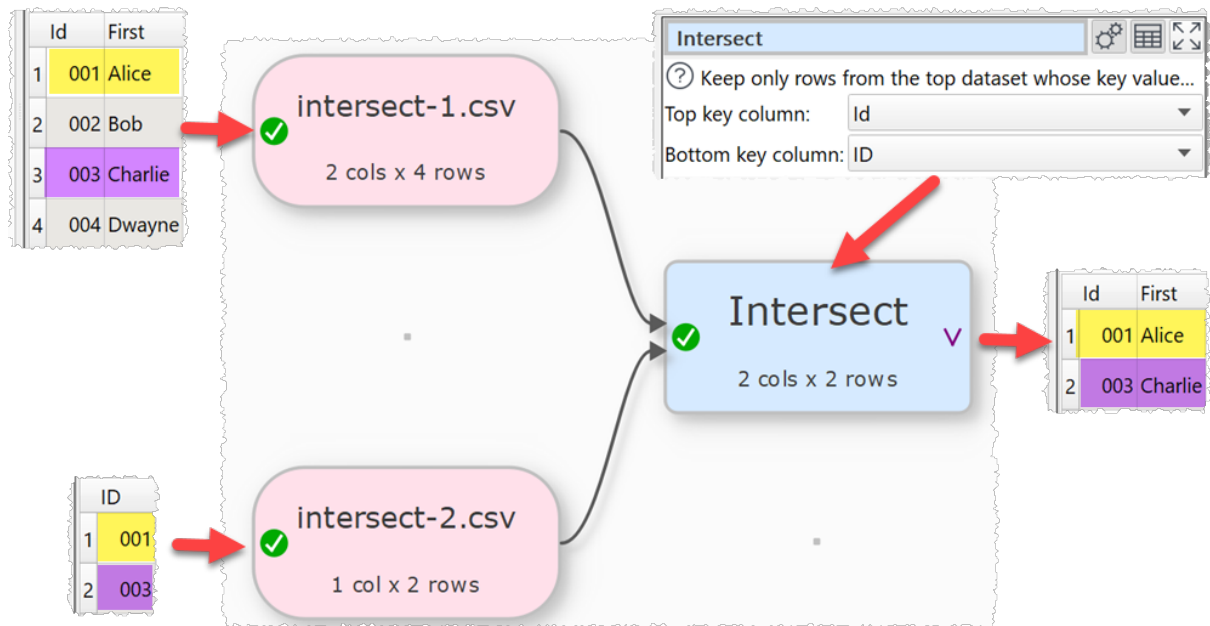 Id First
1 001 Alice
2 002 Bob
3 003 Charlie
4 004 Dwayne
intersect-1.csv
2 cols x 4 rows
Intersect
? Keep only rows from the top dataset whose key value...
Top key column: Id
Bottom key column: ID
Intersect
V
2 cols x 2 rows
Id First
1 001 Alice
2 003 Charlie
ID
1 001
2 003
intersect-2.csv
1 col x 2 rows